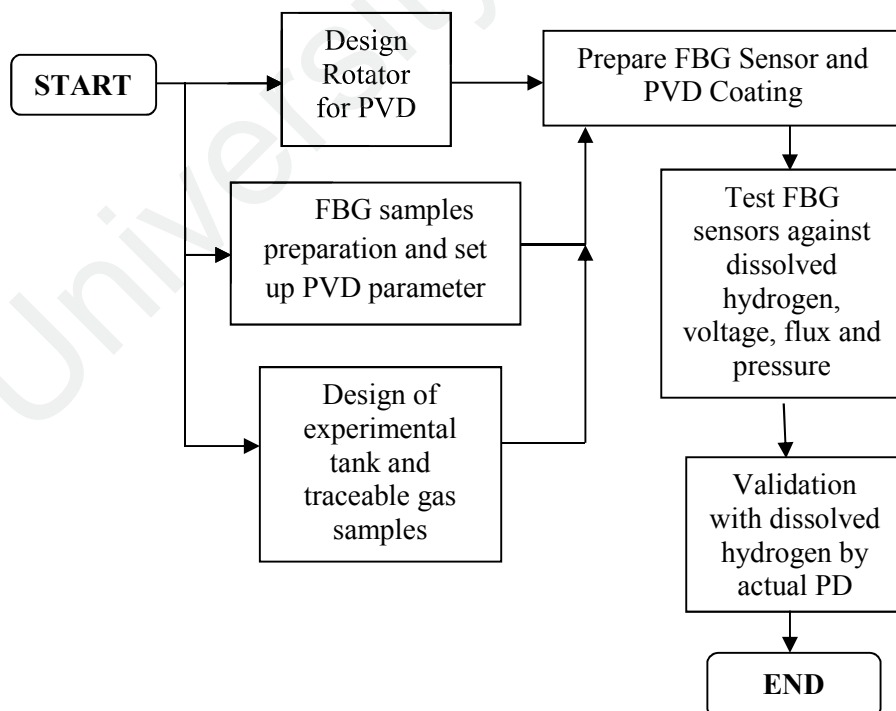 START
Design
Rotator
for PVD
Prepare FBG Sensor and
PVD Coating
FBG samples
preparation and set
up PVD parameter
Test FBG
sensors against
dissolved
hydrogen,
voltage, flux and
pressure
Design of
experimental
tank and
traceable gas
samples
Validation
with dissolved
hydrogen by
actual PD
END
University